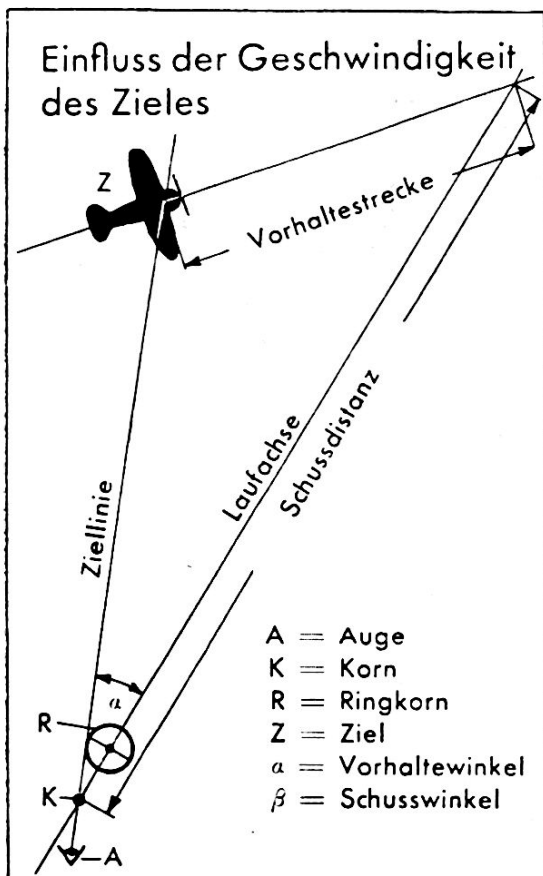 Einfluss der Geschwindigkeit
des Zieles
Z
Vorhaltestrecke
Laufachse
Schussdistanz
Ziellinie
α
R
K
A
A = Auge
K = Korn
R = Ringkorn
Z = Ziel
α = Vorhaltewinkel
β = Schusswinkel